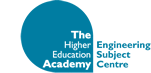 The
Higher Engineering
Education Subject
Academy Centre